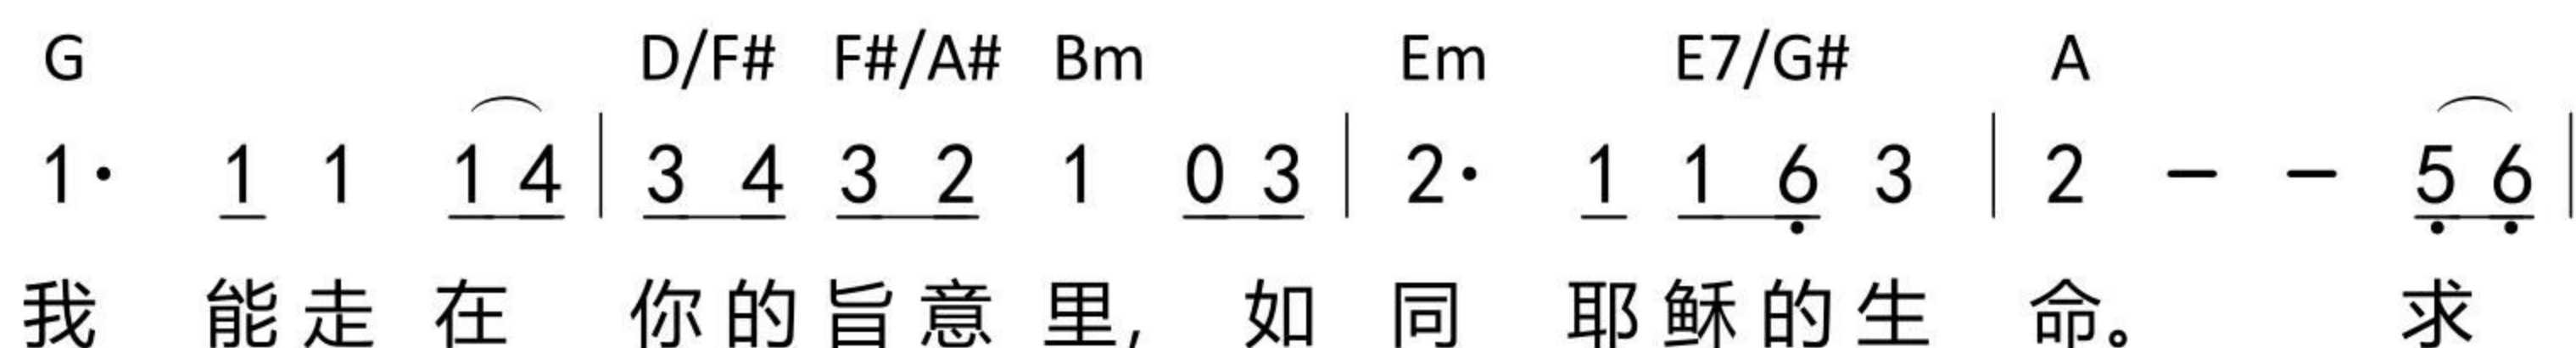 G D/F# F#/A# Bm Em E7/G# A
1· 1 1 1 4 | 3 4 3 2 1 0 3 | 2· 1 1 6 3 | 2 – – 5 6 |
我 能 走 在 你 的 旨 意 里, 如 同 耶 稣 的 生 命。 求